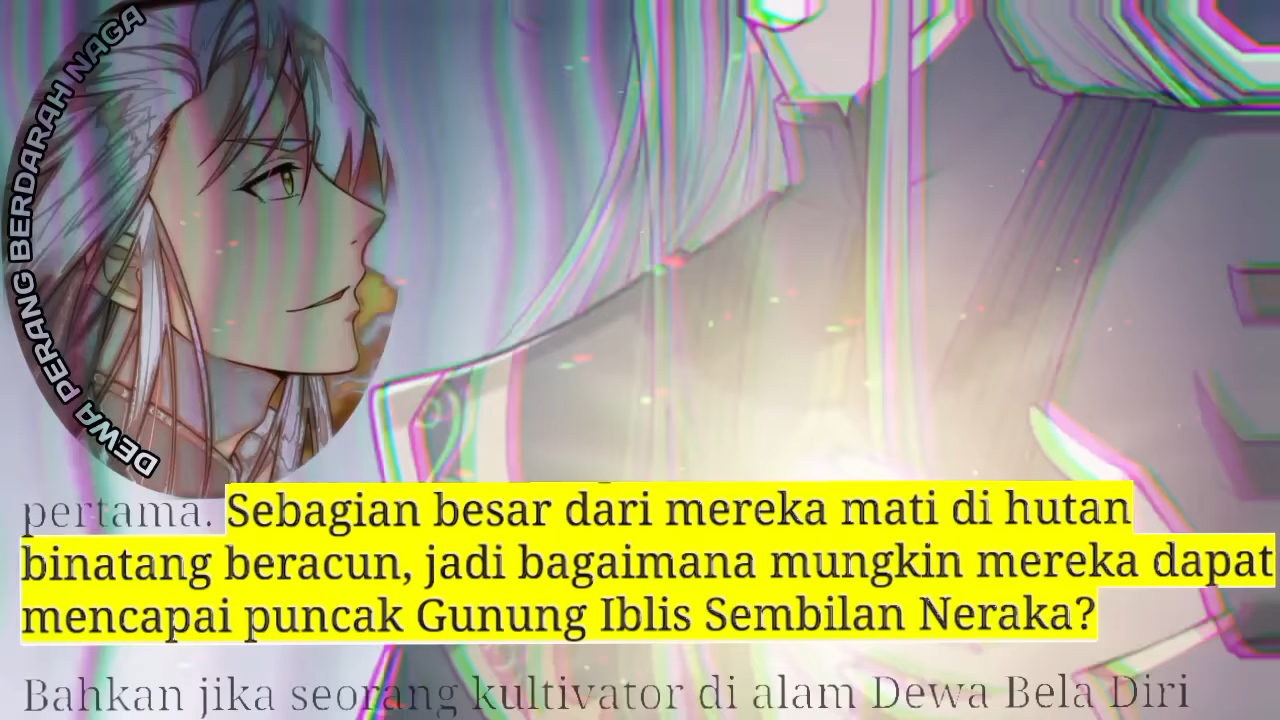 DEWA PERANG BERDARAH NAGA
pertama. Sebagian besar dari mereka mati di hutan
binatang beracun, jadi bagaimana mungkin mereka dapat
mencapai puncak Gunung Iblis Sembilan Neraka?
Bahkan jika seorang kultivator di alam Dewa Bela Diri